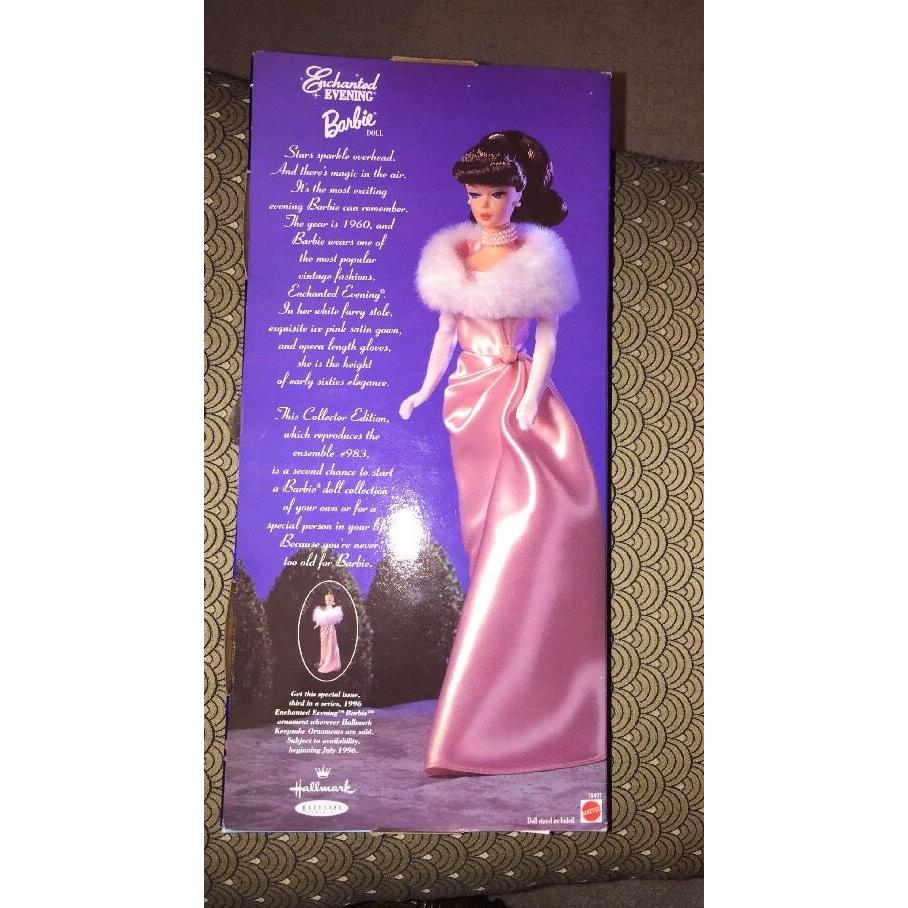 Enchanted
EVENING®
Barbie®
DOLL
Stars sparkle overhead.
And there's magic in the air.
It's the most exciting
evening Barbie can remember.
The year is 1960, and
Barbie wears one of
the most popular
vintage fashions,
Enchanted Evening®.
In her white furry stole,
exquisite ice pink satin gown,
and opera length gloves,
she is the height
of early sixties elegance.
This Collector Edition,
which reproduces the
ensemble #983,
is a second chance to start
a Barbie® doll collection
of your own or for a
special person in your
Because you're never
too old for Barbie.
Get this special issue,
third in a series, 1996
Enchanted Evening™ Barbie™
ornament wherever Hallmark
Keepsake Ornaments are sold.
Subject to availability,
beginning July 1996.
Hallmark
KEEPSAKE
15407
Doll stand included.
MATTEL